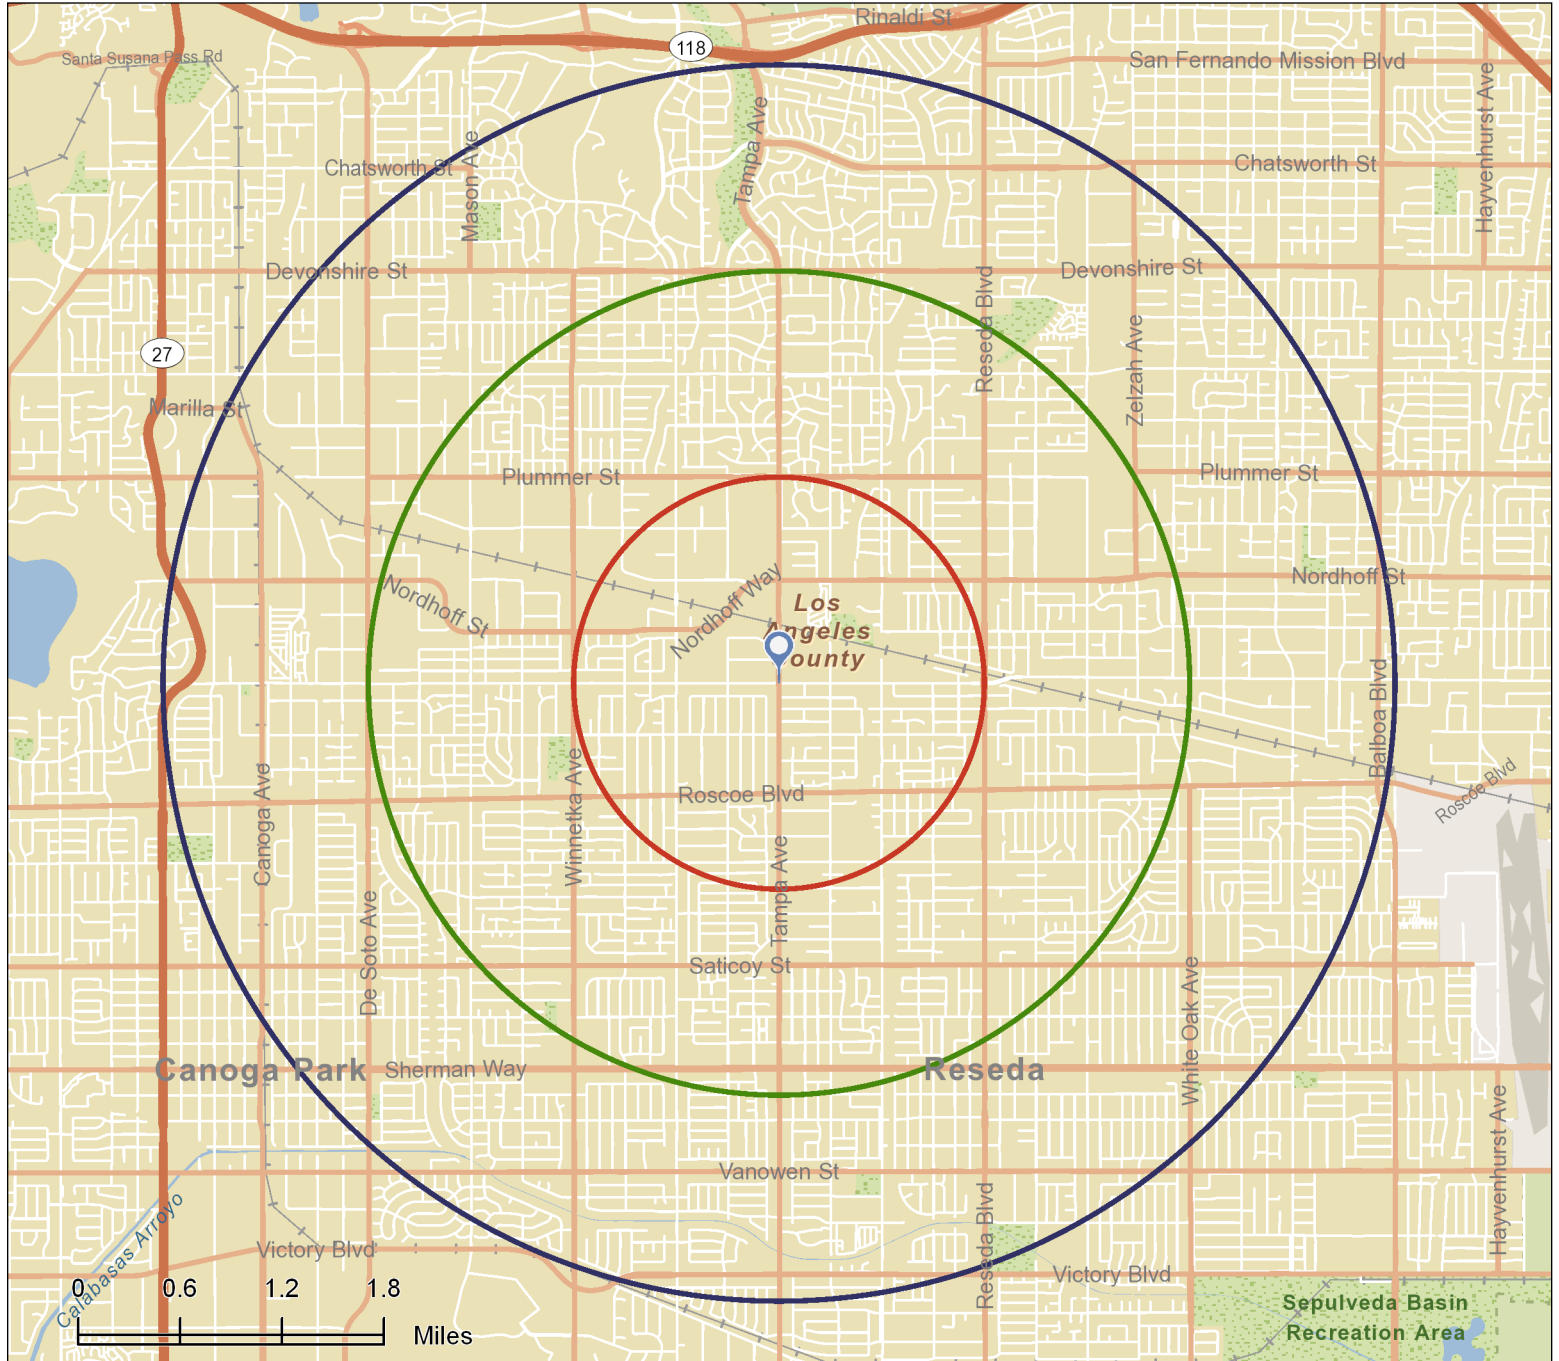 Rinaldi St
118
Santa Susana Pass Rd
San Fernando Mission Blvd
Hayvenhurst Ave
Tampa Ave
Mason Ave
Chatsworth St
Chatsworth St
Devonshire St
Devonshire St
Reseda Blvd
Zelzah Ave
27
Marilla St
Plummer St
Plummer St
Nordhoff St
Nordhoff Way
Nordhoff St
Los
Angeles
County
Balboa Blvd
Roscoe Blvd
Roscoe Blvd
Winnetka Ave
Canoga Ave
Tampa Ave
De Soto Ave
Saticoy St
White Oak Ave
Canoga Park
Sherman Way
Reseda
Hayvenhurst Ave
Vanowen St
Reseda Blvd
Calabasas Arroyo
Victory Blvd
Victory Blvd
0 0.6 1.2 1.8
Miles
Sepulveda Basin
Recreation Area